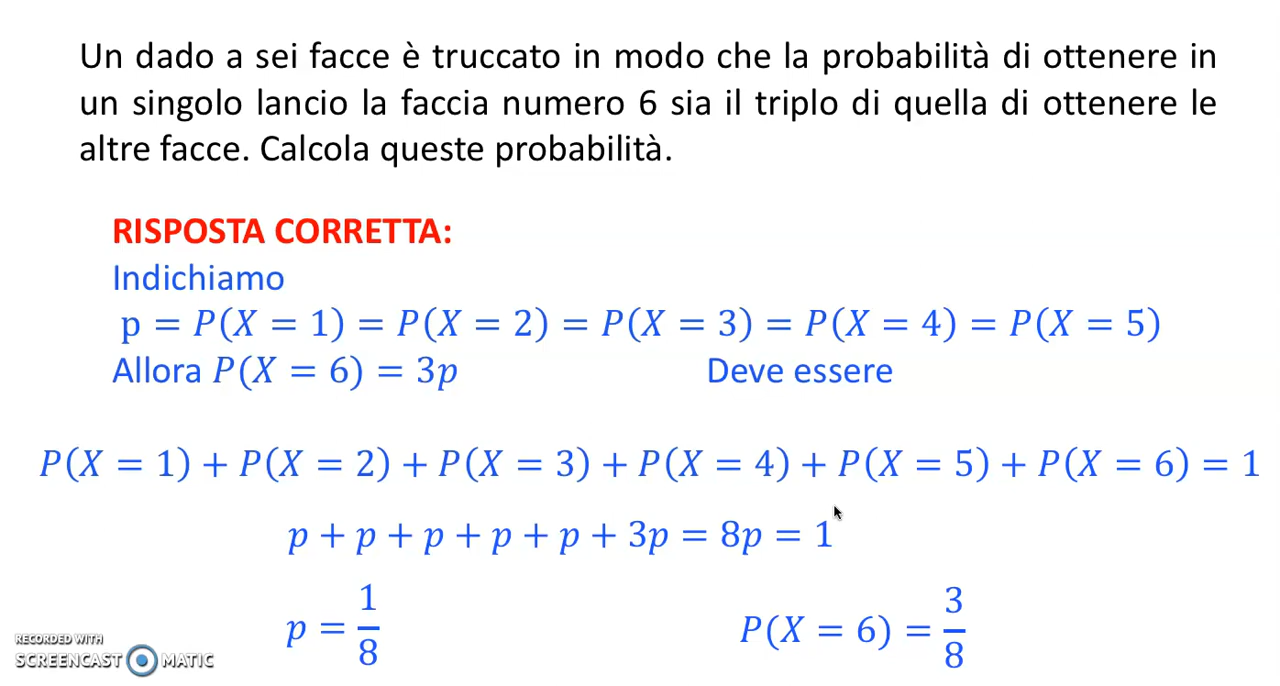 Un dado a sei facce è truccato in modo che la probabilità di ottenere in
un singolo lancio la faccia numero 6 sia il triplo di quella di ottenere le
altre facce. Calcola queste probabilità.
RISPOSTA CORRETTA:
Indichiamo
p = P(X = 1) = P(X = 2) = P(X = 3) = P(X = 4) = P(X = 5)
Allora P(X = 6) = 3p Deve essere
P(X = 1) + P(X = 2) + P(X = 3) + P(X = 4) + P(X = 5) + P(X = 6) = 1
p + p + p + p + p + 3p = 8p = 1
p = 1/8 P(X = 6) = 3/8
RECORDED WITH
SCREENCAST MATIC